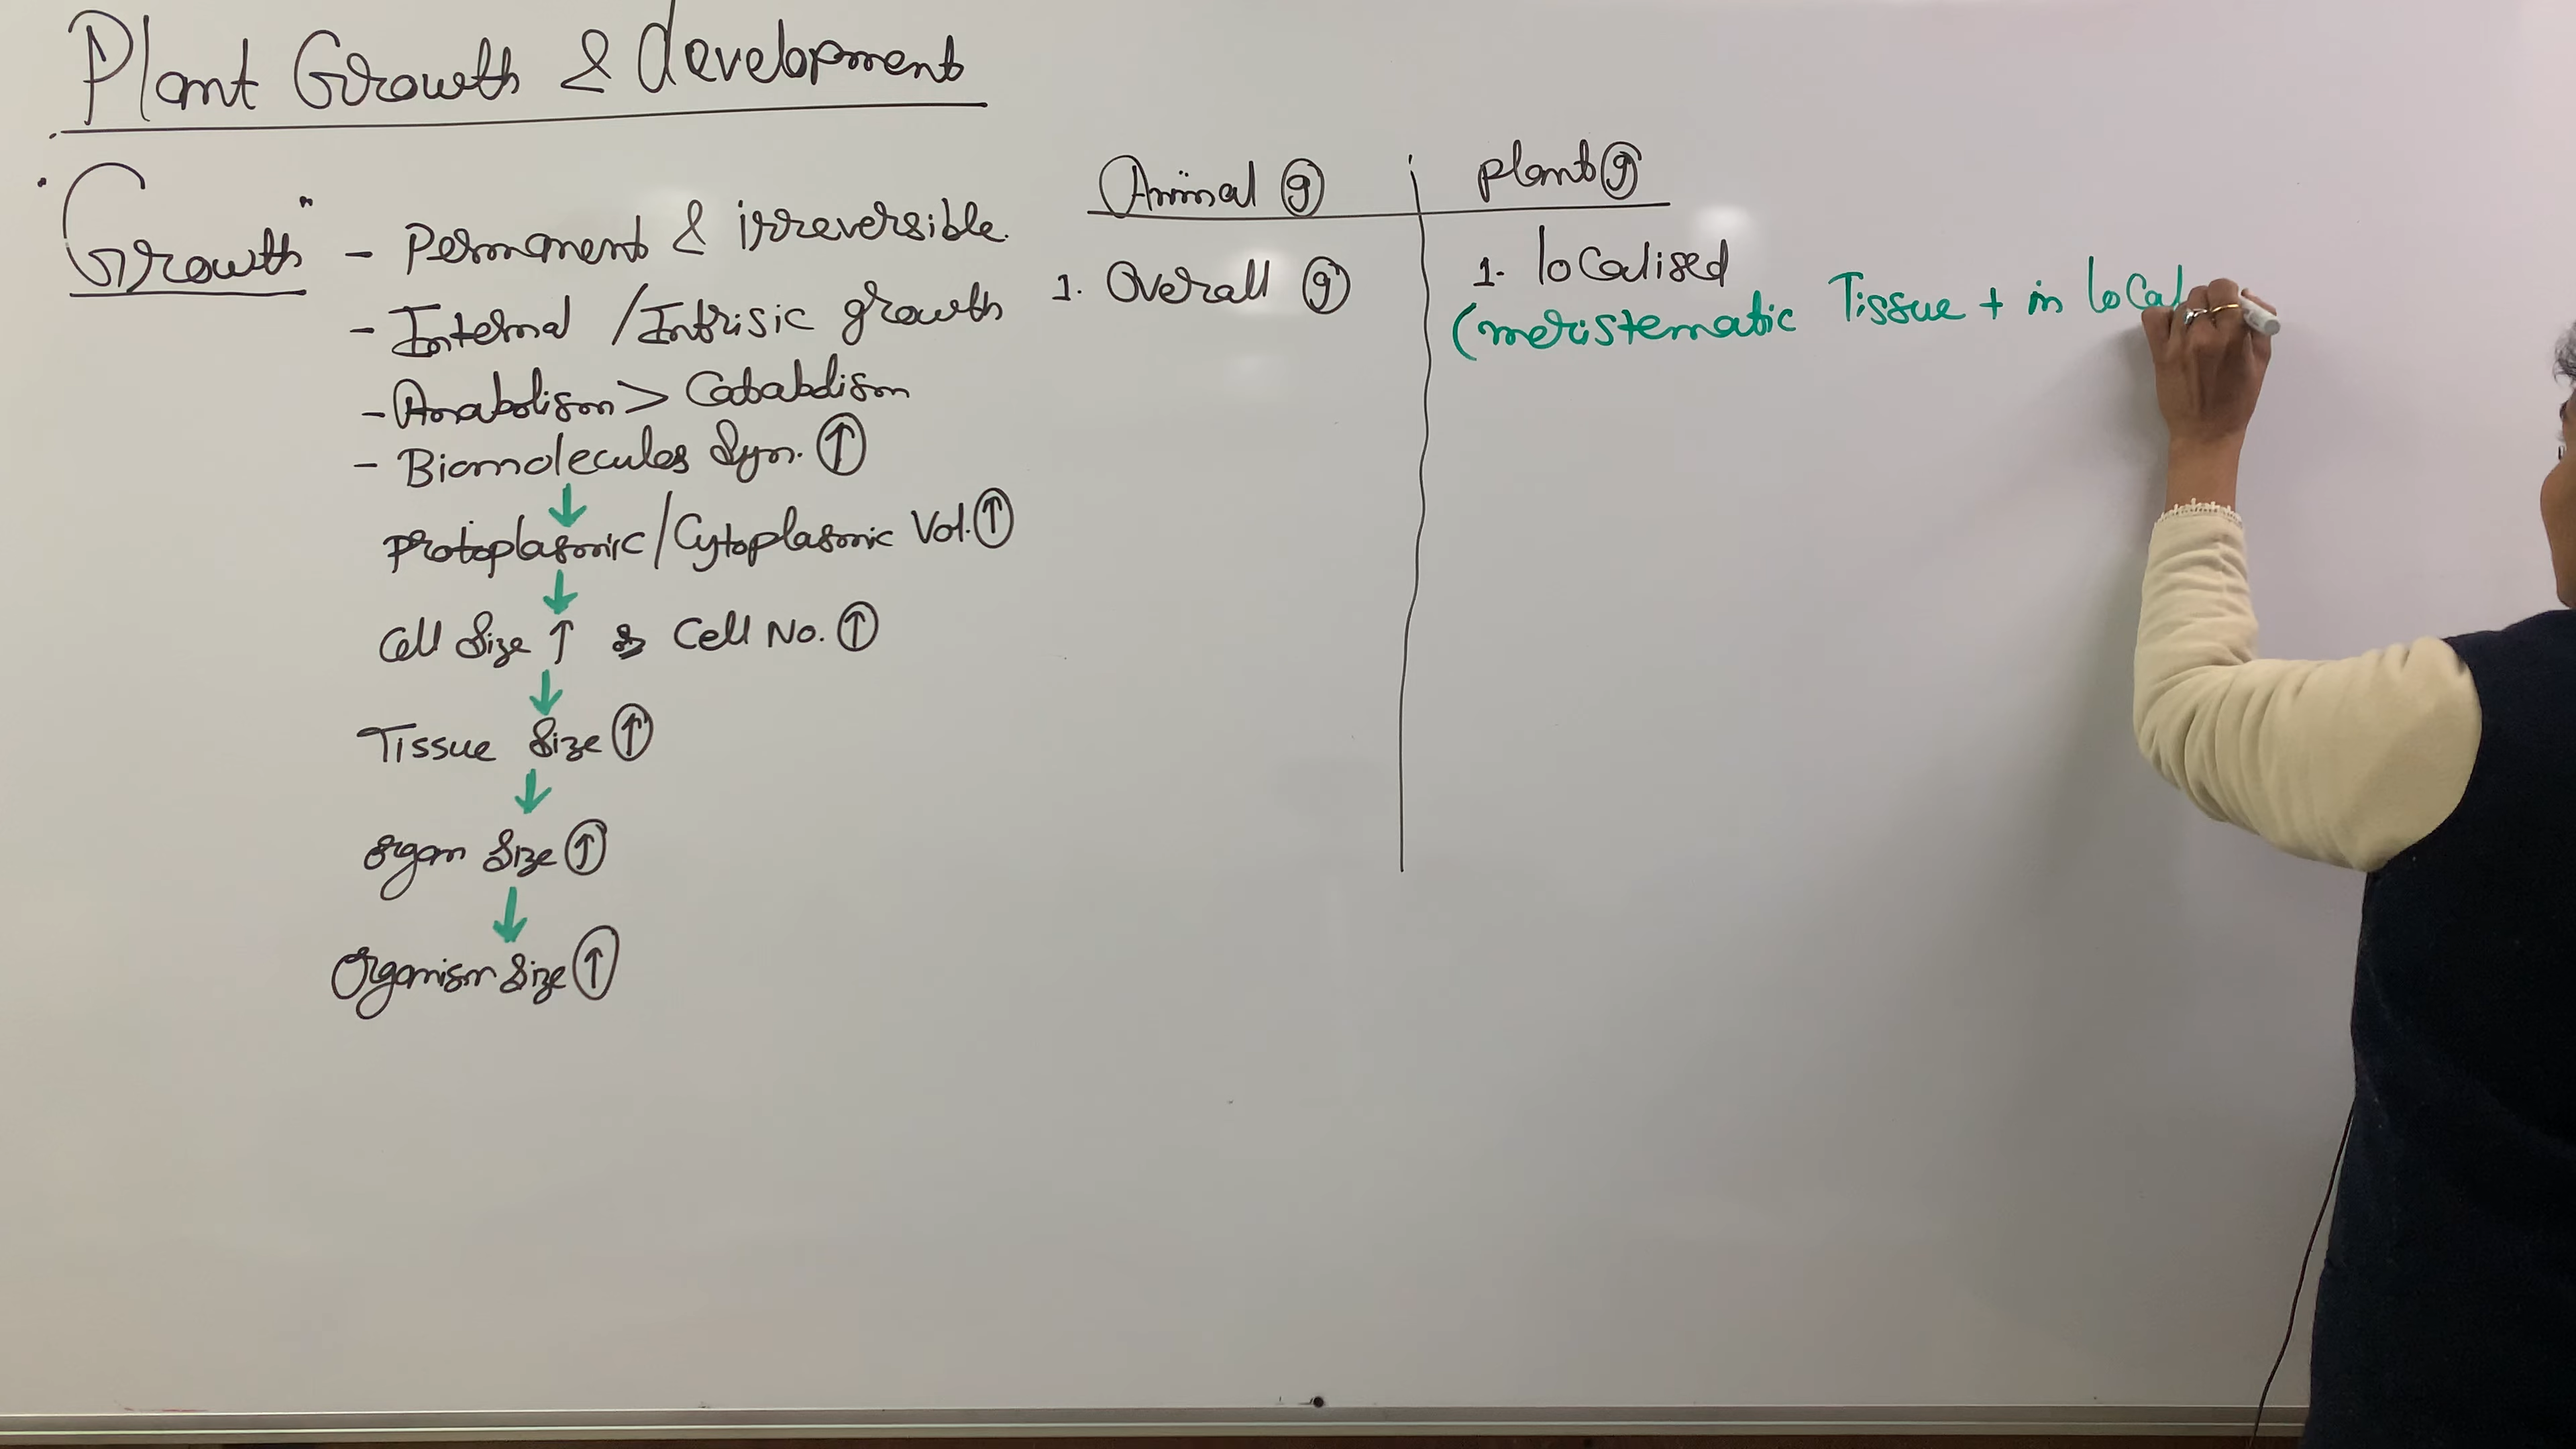 Plant Growth & development
"Growth" - Permanent & irreversible.
- Internal / Intrisic growth
- Anabolism > Catabolism
- Biomolecules Syn. ↑
↓
Protoplasmic / Cytoplasmic Vol. ↑
↓
Cell Size ↑ & Cell No. ↑
↓
Tissue Size ↑
↓
Organ Size ↑
↓
Organism Size ↑
Animal g
1. Overall g
plant g
1. localised
(meristematic Tissue + in local